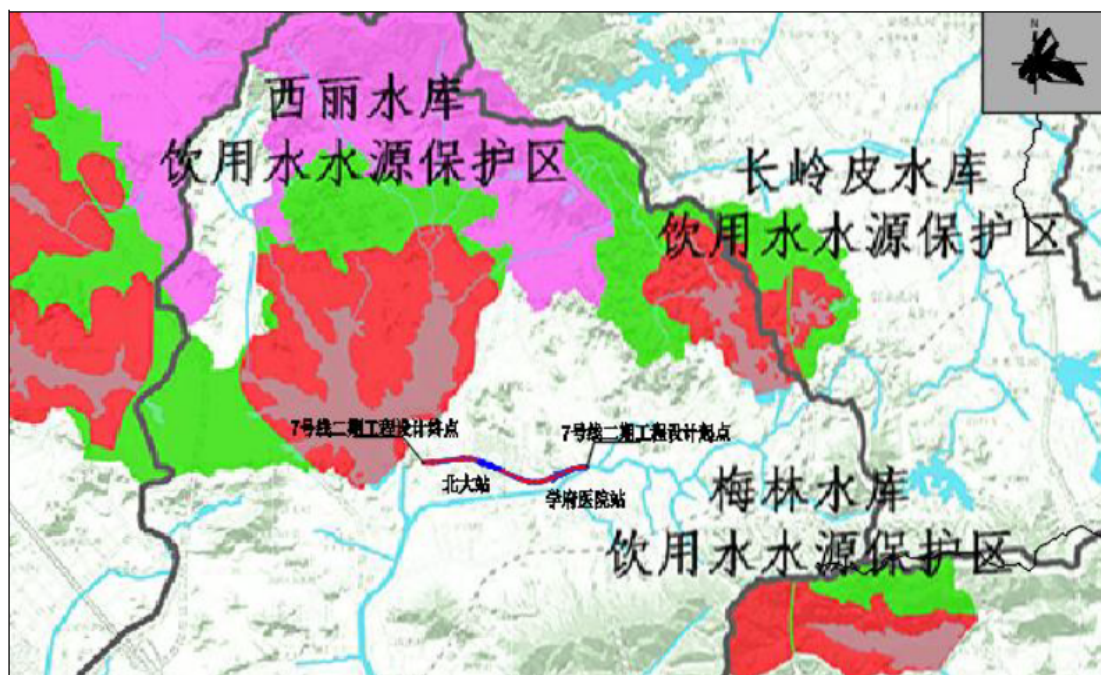 N
西丽水库
饮用水水源保护区
长岭皮水库
饮用水水源保护区
7号线二期工程设计终点
7号线二期工程设计起点
北大站
学府医院站
梅林水库
饮用水水源保护区